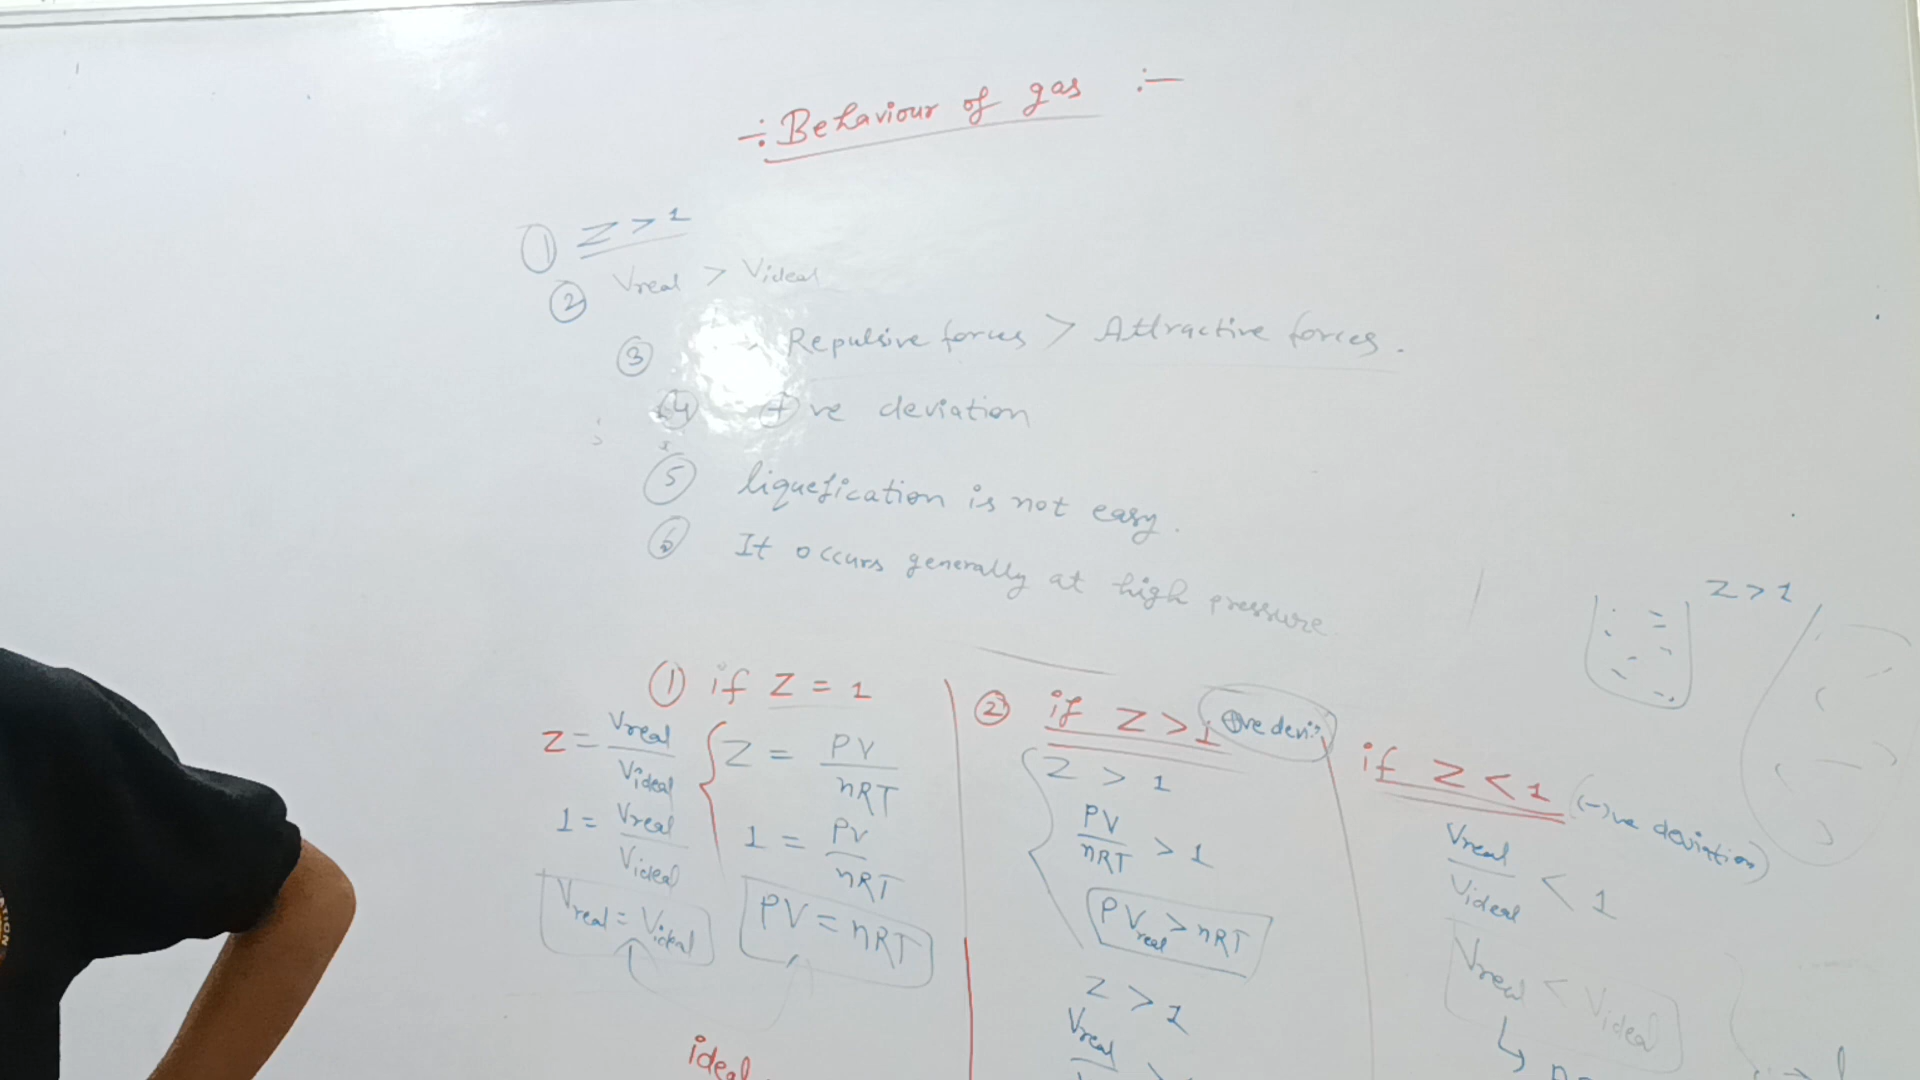 ÷ Behaviour of gas :-
① Z > 1
② Vreal > Videal
③ Repulsive forces > Attractive forces.
④ ⊕ve deviation
⑤ liquefication is not easy.
⑥ It occurs generally at high pressure
Z > 1
① if Z = 1
Z = Vreal / Videal
1 = Vreal / Videal
Vreal = Videal
Z = PV / nRT
1 = PV / nRT
PV = nRT
ideal
② if Z > 1 ⊕ve devi
Z > 1
PV / nRT > 1
PVreal > nRT
Z > 1
Vreal
if Z < 1 (-)ve deviation)
Vreal / Videal < 1
Vreal < Videal